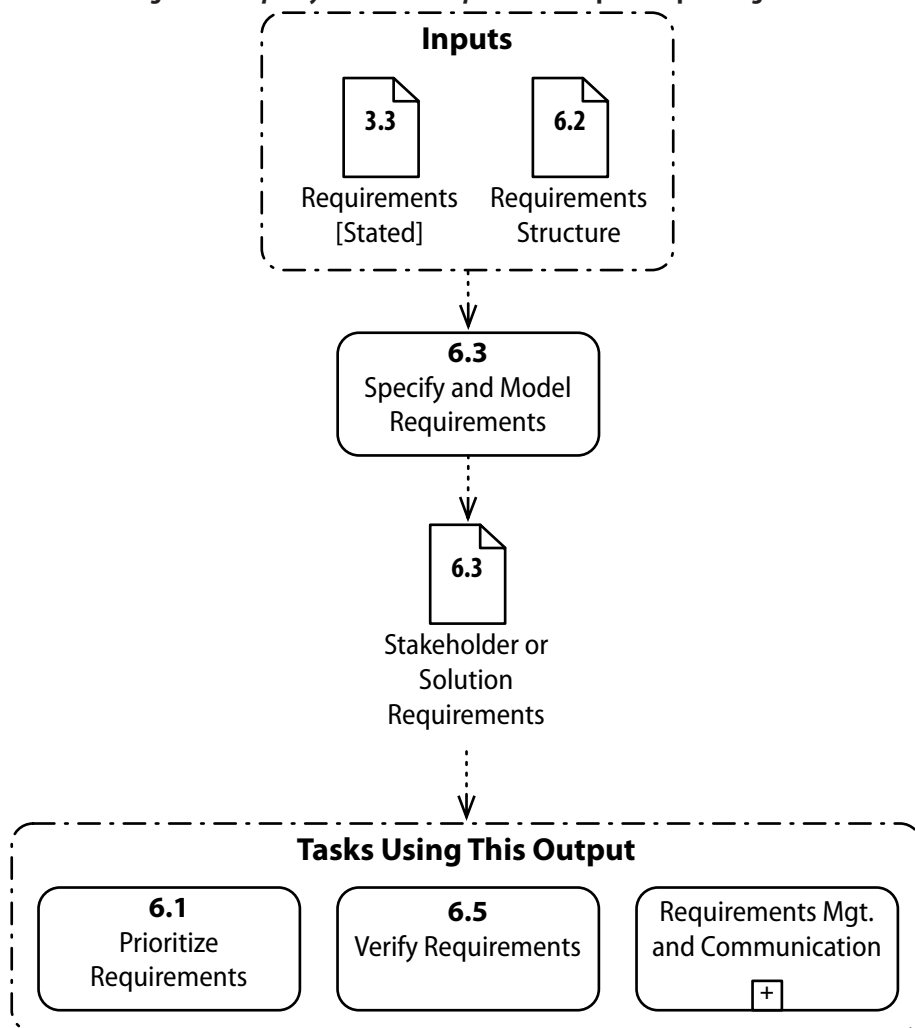 Inputs
3.3
6.2
Requirements
[Stated]
Requirements
Structure
6.3
Specify and Model
Requirements
6.3
Stakeholder or
Solution
Requirements
Tasks Using This Output
6.1
Prioritize
Requirements
6.5
Verify Requirements
Requirements Mgt.
and Communication
+